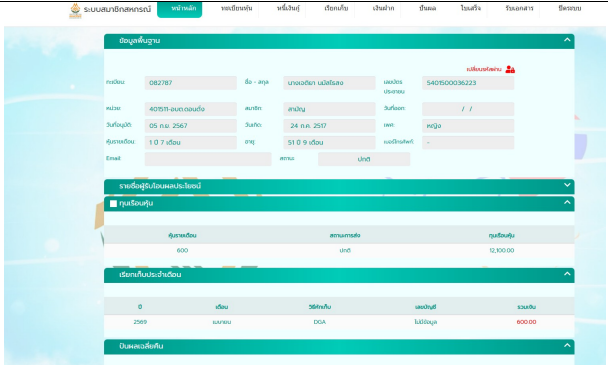 ระบบสมาชิกสหกรณ์ หน้าหลัก ทะเบียนหุ้น หนี้เงินกู้ เรียกเก็บ เงินฝาก ปันผล ใบเสร็จ รับเอกสาร ปิดระบบ
ข้อมูลพื้นฐาน
เปลี่ยนรหัสผ่าน
ทะเบียน: 082787 ชื่อ - สกุล นางเจติยา นมัสไธสง เลขบัตรประชาชน: 5401500036223
หน่วย: 401511-อบต.ดอนดั่ง สมาชิก: สามัญ วันที่ออก: / /
วันที่อนุมัติ: 05 ก.ย. 2567 วันเกิด: 24 ก.ค. 2517 เพศ: หญิง
หุ้นรายเดือน: 1 ปี 7 เดือน อายุ: 51 ปี 9 เดือน เบอร์โทรศัพท์: -
Email: สถานะ: ปกติ
รายชื่อผู้รับโอนผลประโยชน์
ทุนเรือนหุ้น
หุ้นรายเดือน สถานะการส่ง ทุนเรือนหุ้น
600 ปกติ 12,100.00
เรียกเก็บประจำเดือน
ปี เดือน วิธีหักเก็บ เลขบัญชี รวมเงิน
2569 เมษายน DGA ไม่มีข้อมูล 600.00
ปันผลเฉลี่ยคืน